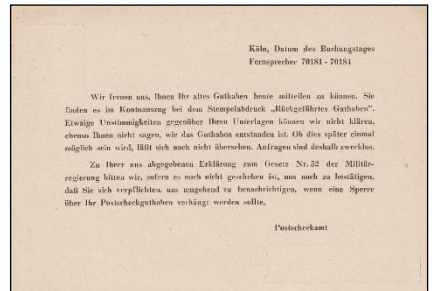 Köln, Datum des Buchungstages
Fernsprecher 70181 - 70184
Wir freuen uns, Ihnen Ihr altes Guthaben heute mitteilen zu können. Sie
finden es im Kontoauszug bei dem Stempelabdruck „Rückgeführtes Guthaben".
Etwaige Unstimmigkeiten gegenüber Ihren Unterlagen können wir nicht klären,
ebenso Ihnen nicht sagen, wie das Guthaben entstanden ist. Ob dies später einmal
möglich sein wird, läßt sich noch nicht übersehen. Anfragen sind deshalb zwecklos.
Zu Ihrer uns abgegebenen Erklärung zum Gesetz Nr. 52 der Militär-
regierung bitten wir, sofern es noch nicht geschehen ist, uns noch zu bestätigen,
daß Sie sich verpflichten, uns umgehend zu benachrichtigen, wenn eine Sperre
über Ihr Postscheckguthaben verhängt werden sollte.
Postscheckamt